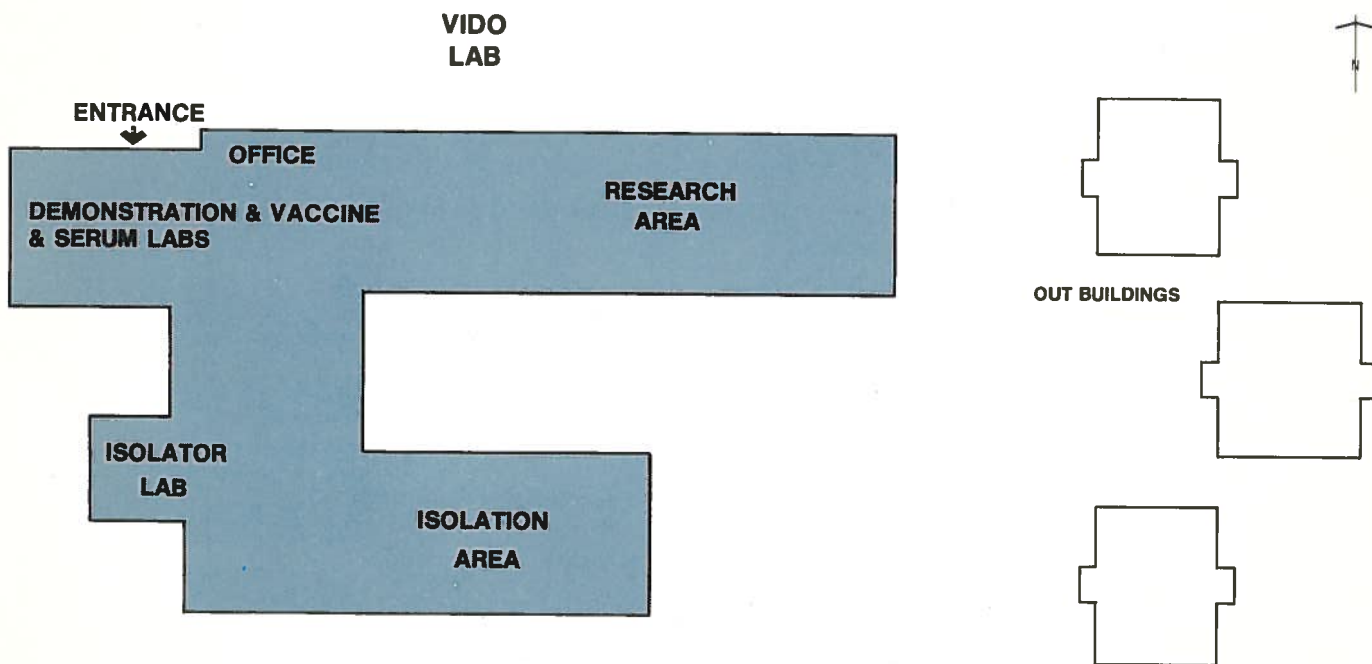 VIDO
LAB
N
ENTRANCE
OFFICE
RESEARCH
AREA
DEMONSTRATION & VACCINE
& SERUM LABS
OUT BUILDINGS
ISOLATOR
LAB
ISOLATION
AREA